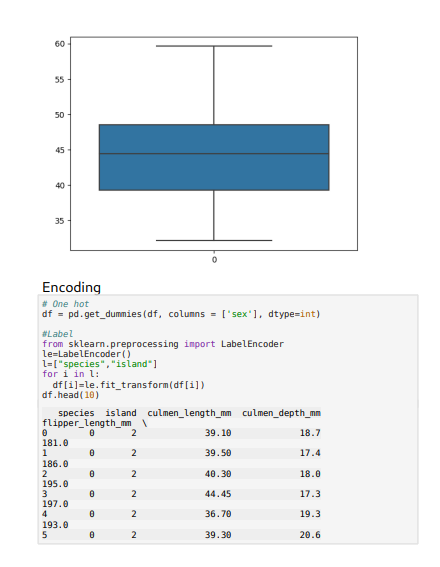 60
55
50
45
40
35
0
Encoding
# One hot
df = pd.get_dummies(df, columns = ['sex'], dtype=int)
#Label
from sklearn.preprocessing import LabelEncoder
le=LabelEncoder()
l=["species","island"]
for i in l:
  df[i]=le.fit_transform(df[i])
df.head(10)
   species  island  culmen_length_mm  culmen_depth_mm
flipper_length_mm  \
0        0       2             39.10             18.7
181.0
1        0       2             39.50             17.4
186.0
2        0       2             40.30             18.0
195.0
3        0       2             44.45             17.3
197.0
4        0       2             36.70             19.3
193.0
5        0       2             39.30             20.6